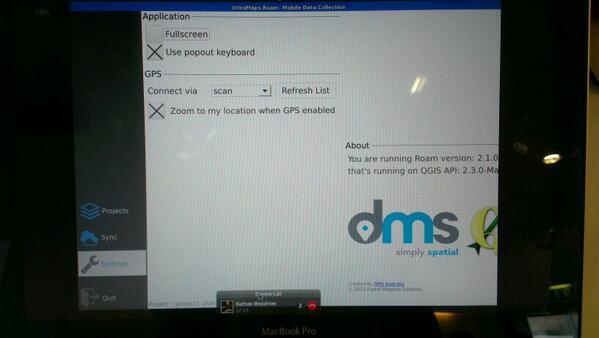 IntraMaps Roam: Mobile Data Collection
Application
Fullscreen
Use popout keyboard
GPS
Connect via scan Refresh List
Zoom to my location when GPS enabled
About
You are running Roam version: 2.1.0
that's running on QGIS API: 2.3.0-Ma
dms
simply spatial
Created By DMS Australia
© 2013 Digital Mapping Solutions
Projects
Sync
Settings
Quit
Project: {project} User
Current Call
Nathan Woodrow
MacBook Pro